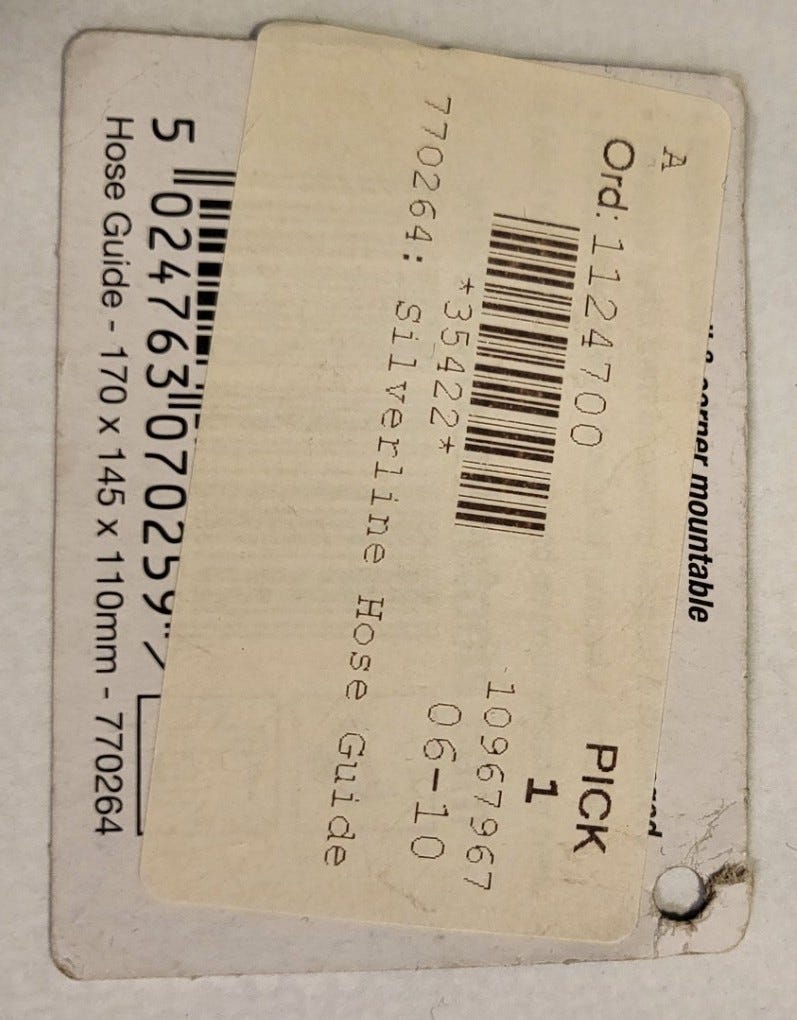 corner mountable
A
Ord: 1124700 PICK
1
*35422* 10967967
06-10
770264: Silverline Hose Guide
5 024763 070259 >
Hose Guide - 170 x 145 x 110mm - 770264